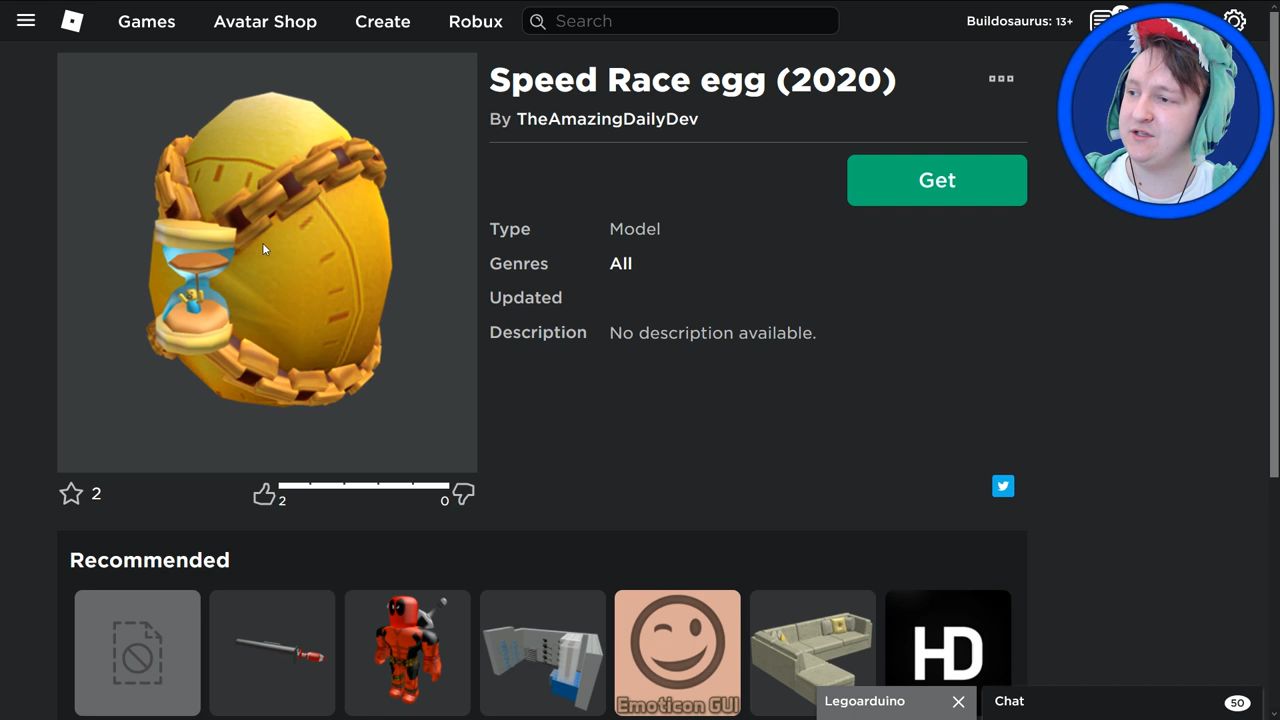 Games Avatar Shop Create Robux Search Buildosaurus: 13+
Speed Race egg (2020)
By TheAmazingDailyDev
Get
Type Model
Genres All
Updated
Description No description available.
2 2 0
Recommended
Emoticon GUI
HD
Legoarduino
Chat 50